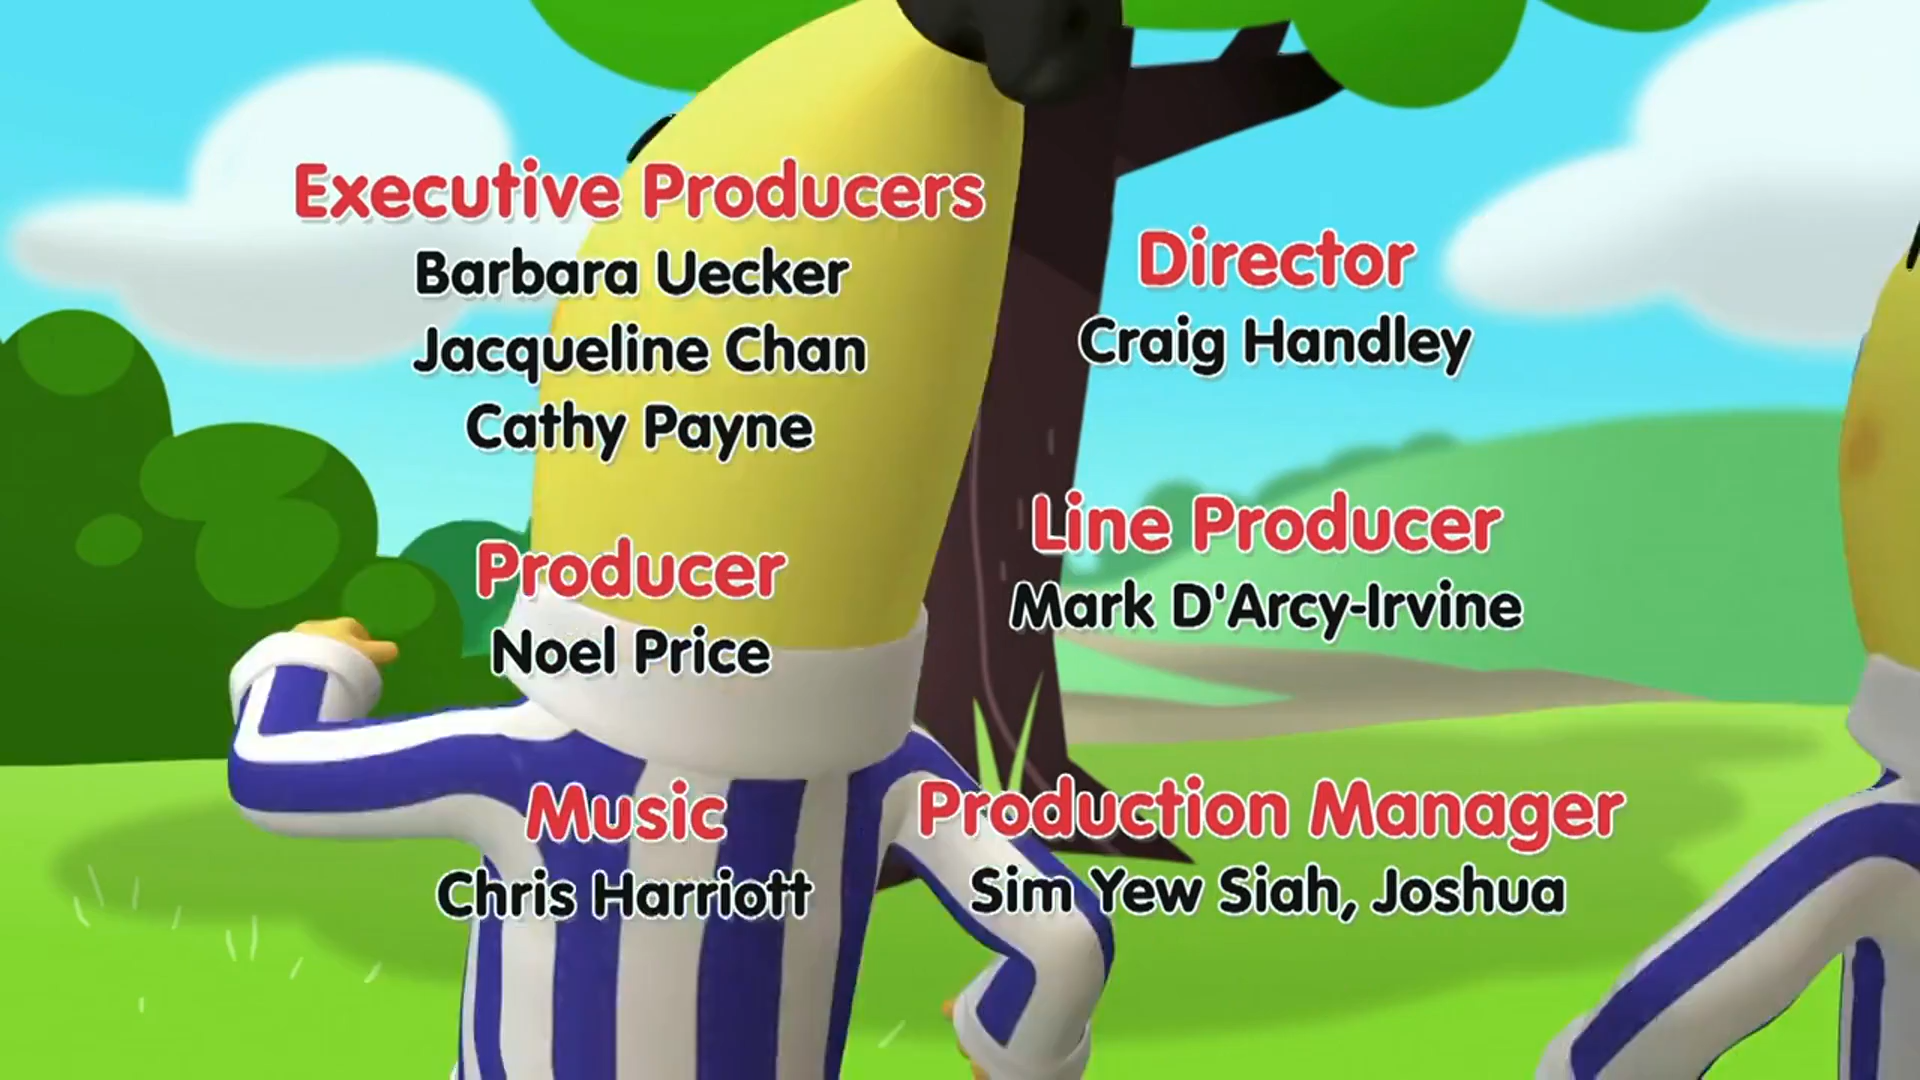 Executive Producers
Barbara Uecker
Jacqueline Chan
Cathy Payne
Producer
Noel Price
Music
Chris Harriott
Director
Craig Handley
Line Producer
Mark D'Arcy-Irvine
Production Manager
Sim Yew Siah, Joshua